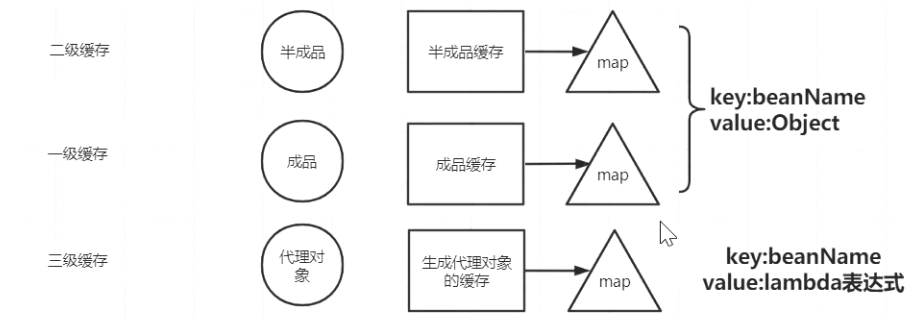 二级缓存
半成品
半成品缓存
map
key:beanName
value:Object
一级缓存
成品
成品缓存
map
三级缓存
代理对
象
生成代理对象
的缓存
map
key:beanName
value:lambda表达式